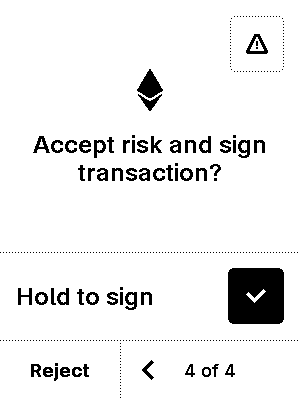 Accept risk and sign
transaction?
Hold to sign
Reject
4 of 4